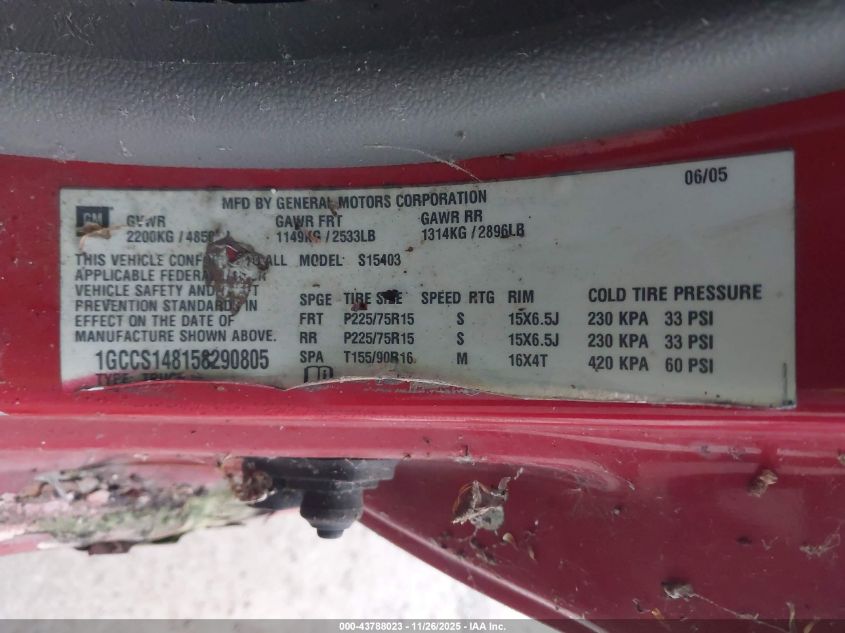 06/05
MFD BY GENERAL MOTORS CORPORATION
GM GVWR GAWR FRT GAWR RR
2200KG / 485 1149KG / 2533LB 1314KG / 2896LB
THIS VEHICLE CONF ALL MODEL S15403
APPLICABLE FEDERA
VEHICLE SAFETY AND
PREVENTION STANDARD IN SPGE TIRE SIZE SPEED RTG RIM COLD TIRE PRESSURE
EFFECT ON THE DATE OF FRT P225/75R15 S 15X6.5J 230 KPA 33 PSI
MANUFACTURE SHOWN ABOVE. RR P225/75R15 S 15X6.5J 230 KPA 33 PSI
1GCCS148158290805 SPA T155/90R16 M 16X4T 420 KPA 60 PSI
TYPE: TRUCK
000-43788023 - 11/26/2025 - IAA Inc.